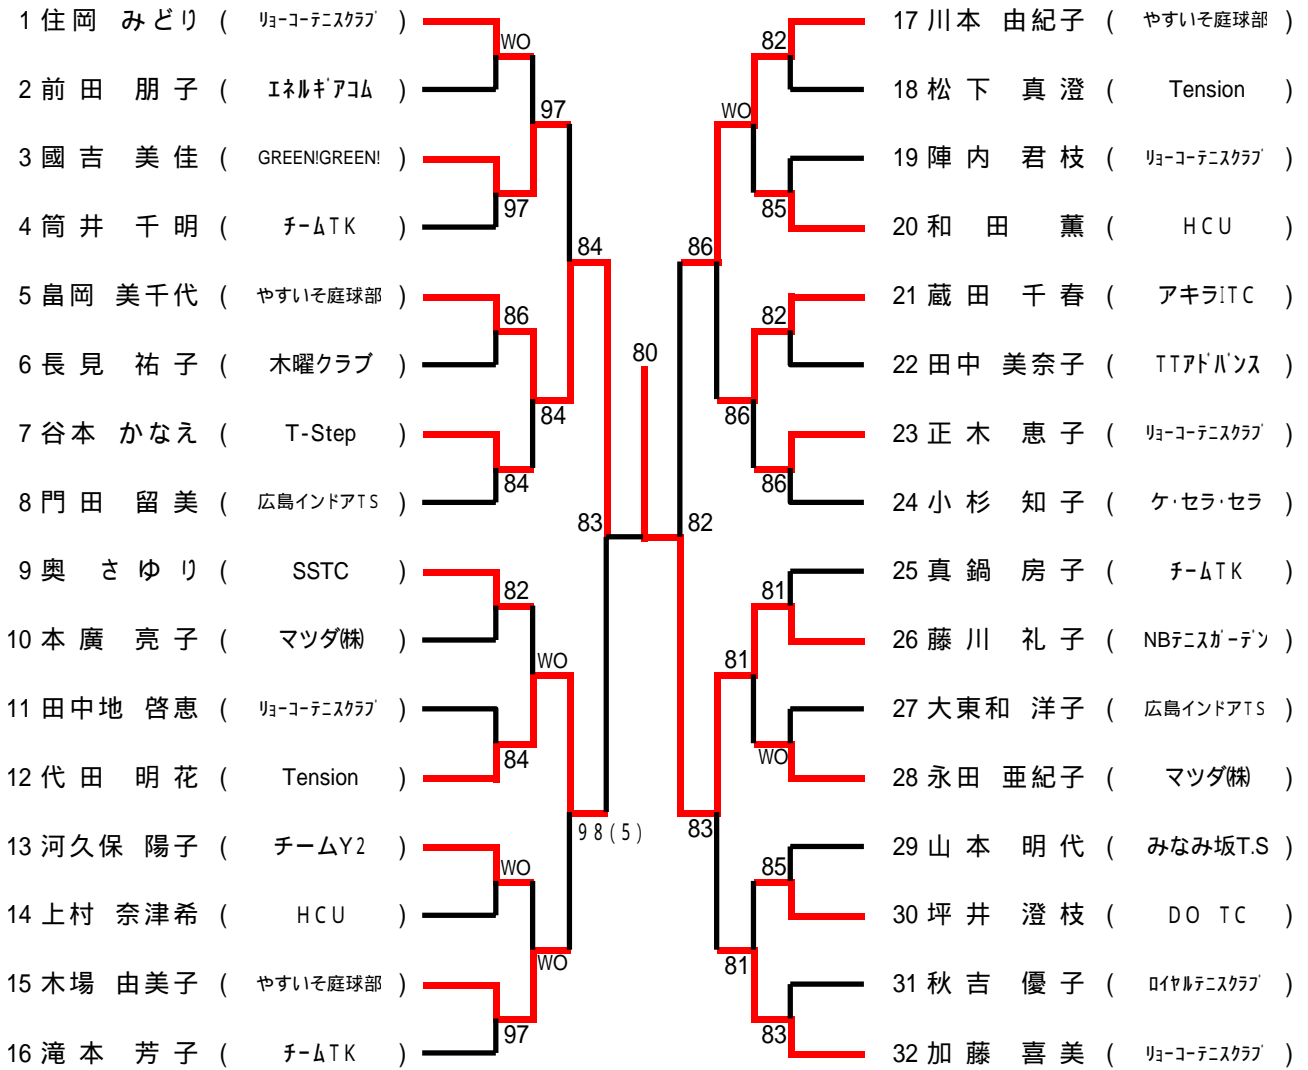 1 住岡 みどり ( ﾘｮｰｺｰﾃﾆｽｸﾗﾌﾞ )
WO
2 前田 朋子 ( ｴﾈﾙｷﾞｱｺﾑ )
97
3 國吉 美佳 ( GREEN!GREEN! )
97
4 筒井 千明 ( ﾁｰﾑTK )
84
5 畠岡 美千代 ( やすいそ庭球部 )
86
6 長見 祐子 ( 木曜クラブ )
84
7 谷本 かなえ ( T-Step )
84
8 門田 留美 ( 広島インドアTS )
83
9 奥 さゆり ( SSTC )
82
10 本廣 亮子 ( マツダ㈱ )
WO
11 田中地 啓恵 ( ﾘｮｰｺｰﾃﾆｽｸﾗﾌﾞ )
84
12 代田 明花 ( Tension )
98(5)
13 河久保 陽子 ( チームY2 )
WO
14 上村 奈津希 ( HCU )
WO
15 木場 由美子 ( やすいそ庭球部 )
97
16 滝本 芳子 ( ﾁｰﾑTK )
80
17 川本 由紀子 ( やすいそ庭球部 )
82
18 松下 真澄 ( Tension )
WO
19 陣内 君枝 ( ﾘｮｰｺｰﾃﾆｽｸﾗﾌﾞ )
85
20 和田 薫 ( HCU )
86
21 蔵田 千春 ( アキラITC )
82
22 田中 美奈子 ( TTｱﾄﾞﾊﾞﾝｽ )
86
23 正木 恵子 ( ﾘｮｰｺｰﾃﾆｽｸﾗﾌﾞ )
86
24 小杉 知子 ( ケ・セラ・セラ )
82
25 真鍋 房子 ( ﾁｰﾑTK )
81
26 藤川 礼子 ( NBﾃﾆｽｶﾞｰﾃﾞﾝ )
81
27 大東和 洋子 ( 広島インドアTS )
WO
28 永田 亜紀子 ( マツダ㈱ )
83
29 山本 明代 ( みなみ坂T.S )
85
30 坪井 澄枝 ( DO TC )
81
31 秋吉 優子 ( ﾛｲﾔﾙﾃﾆｽｸﾗﾌﾞ )
83
32 加藤 喜美 ( ﾘｮｰｺｰﾃﾆｽｸﾗﾌﾞ )